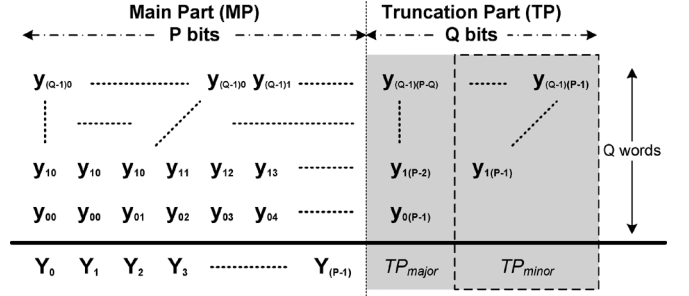 Main Part (MP) Truncation Part (TP)
P bits Q bits
y(Q-1)0 y(Q-1)0 y(Q-1)1 y(Q-1)(P-Q) y(Q-1)(P-1)
Q words
y10 y10 y10 y11 y12 y13 y1(P-2) y1(P-1)
y00 y00 y01 y02 y03 y04 y0(P-1)
Y0 Y1 Y2 Y3 Y(P-1) TPmajor TPminor